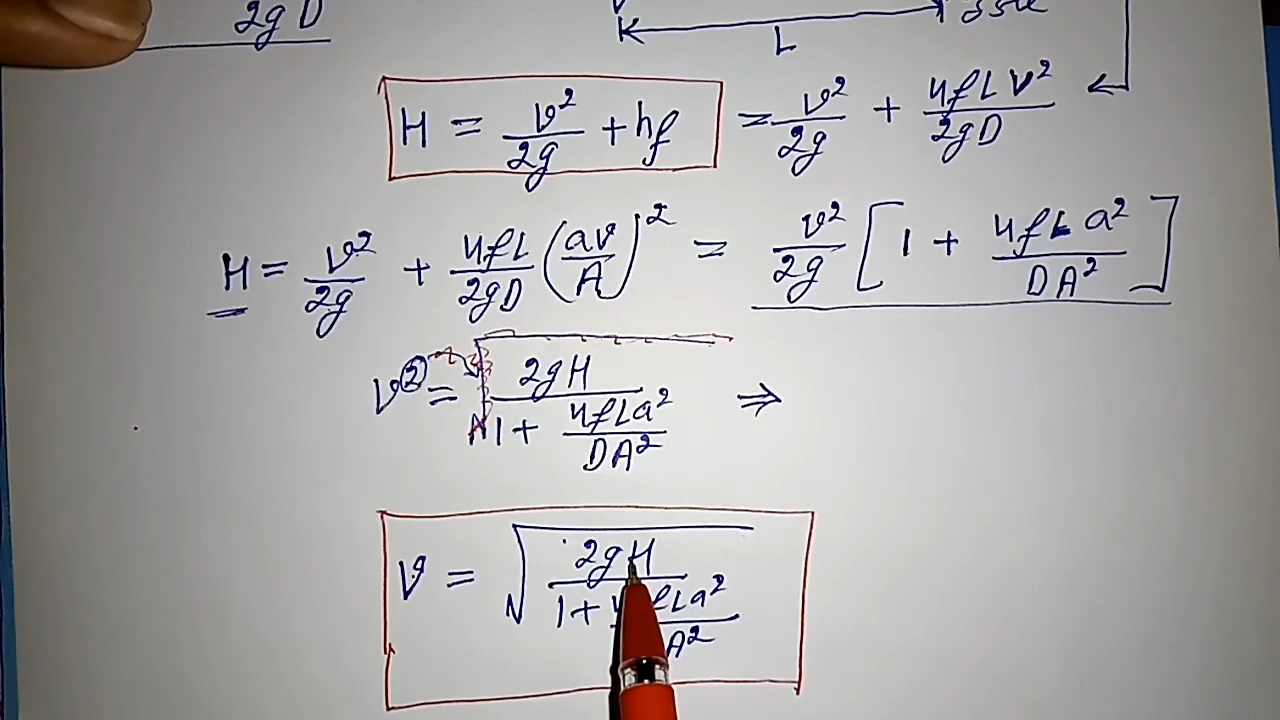 2gD
L
H = v²/2g + hf = v²/2g + 4fLV²/2gD
H = v²/2g + 4fL/2gD (av/A)² = v²/2g [1 + 4fLa²/DA²]
v² = 2gH/(1 + 4fLa²/DA²) ⇒
v = √(2gH/(1 + 4fLa²/A²))